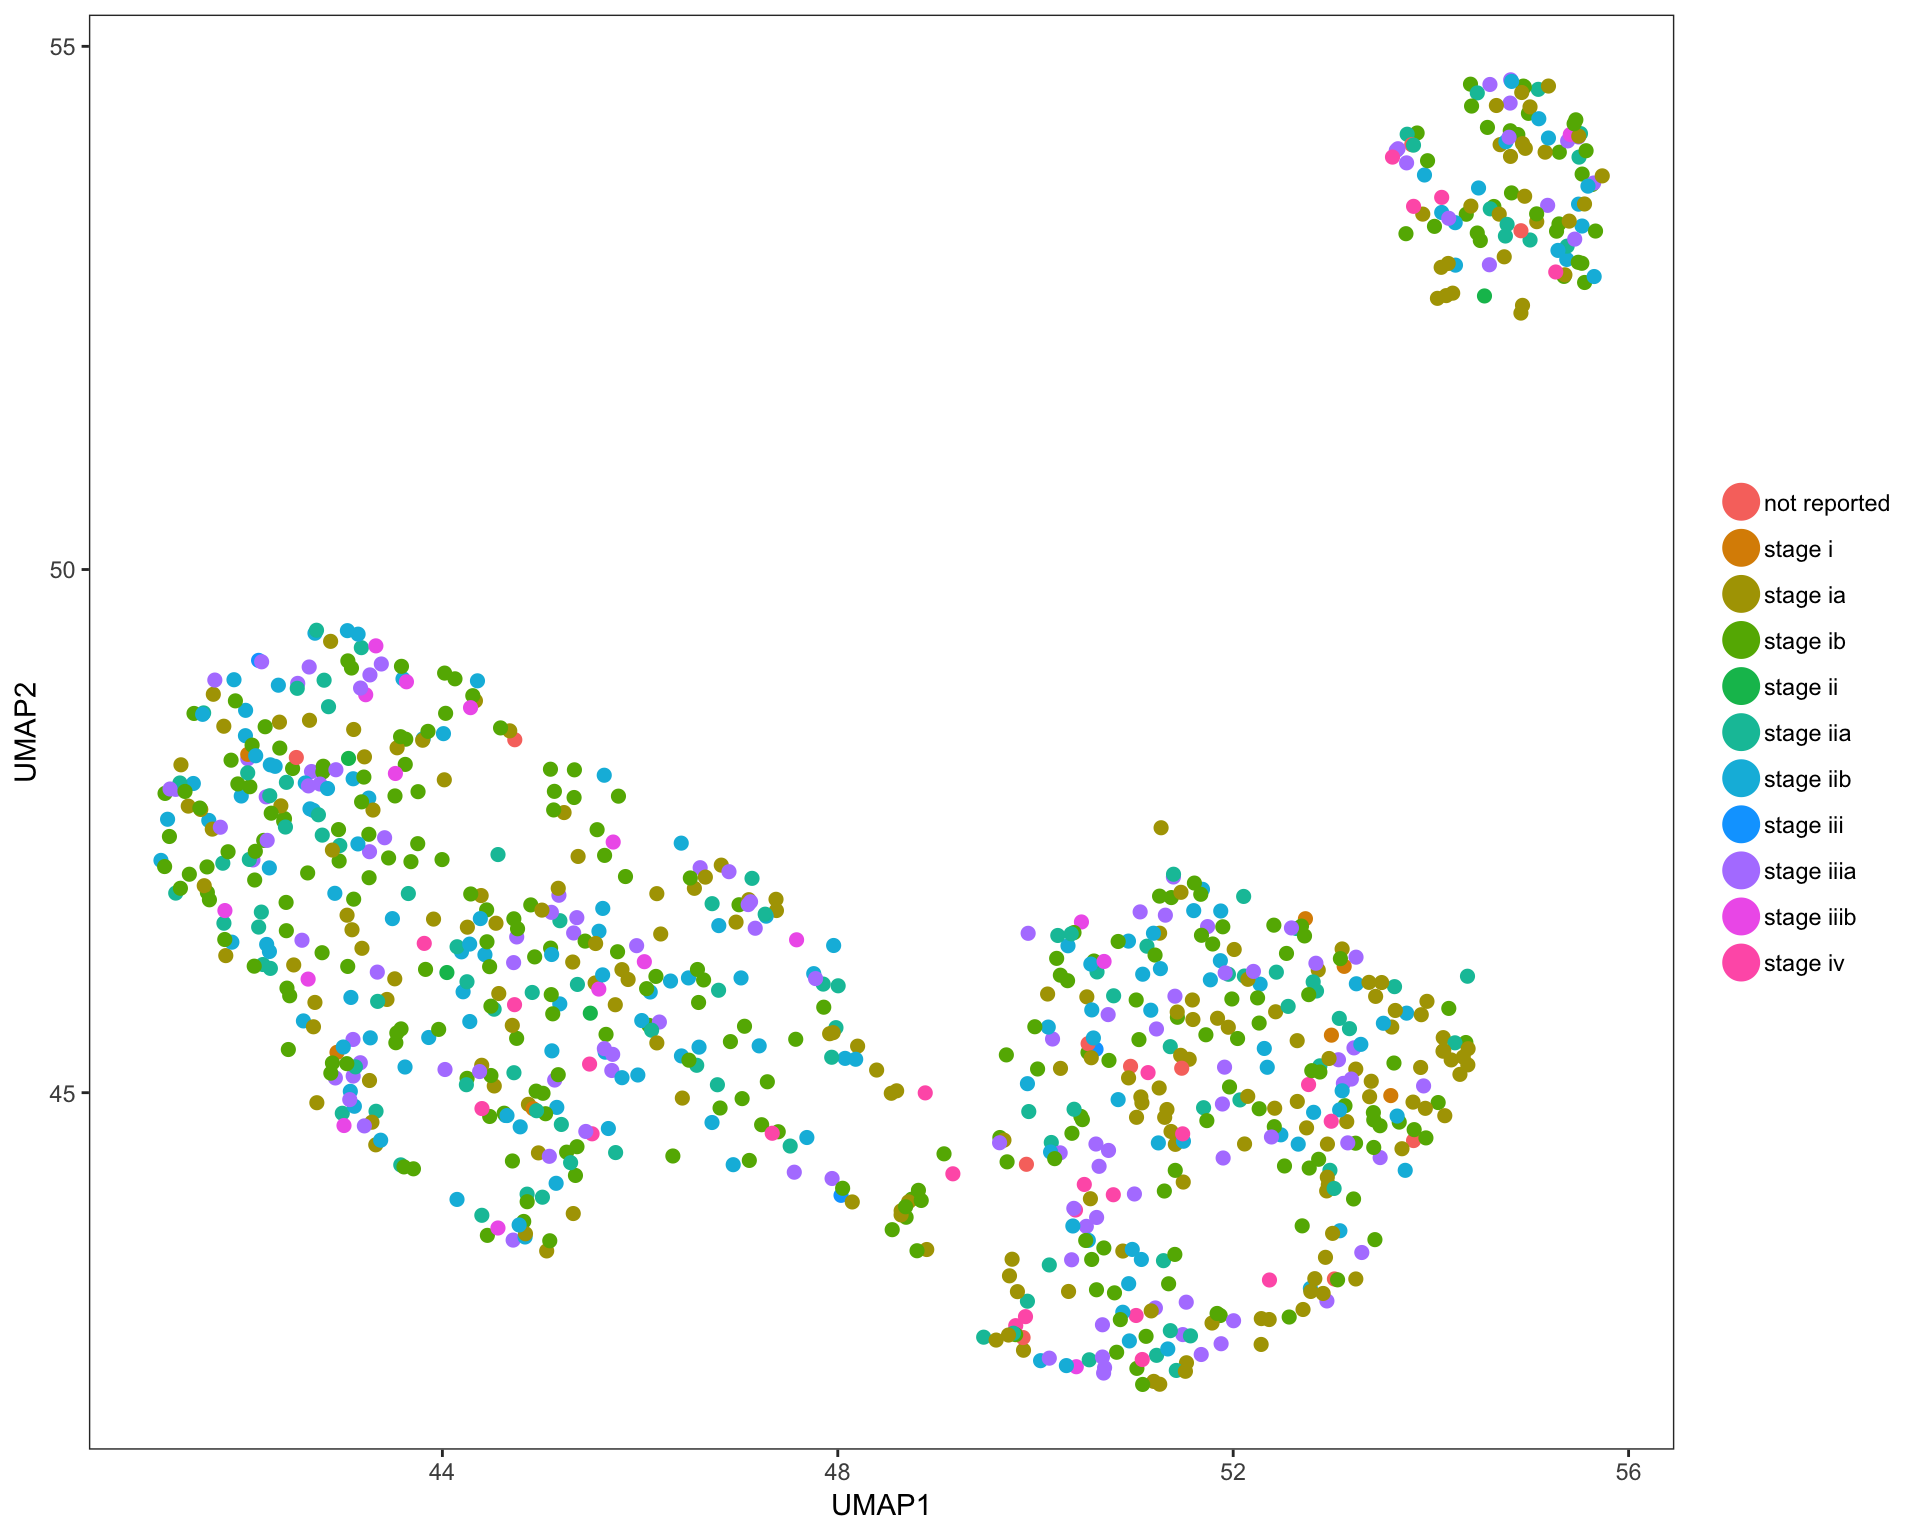 55
50
45
44
48
52
56
UMAP1
UMAP2
not reported
stage i
stage ia
stage ib
stage ii
stage iia
stage iib
stage iii
stage iiia
stage iiib
stage iv